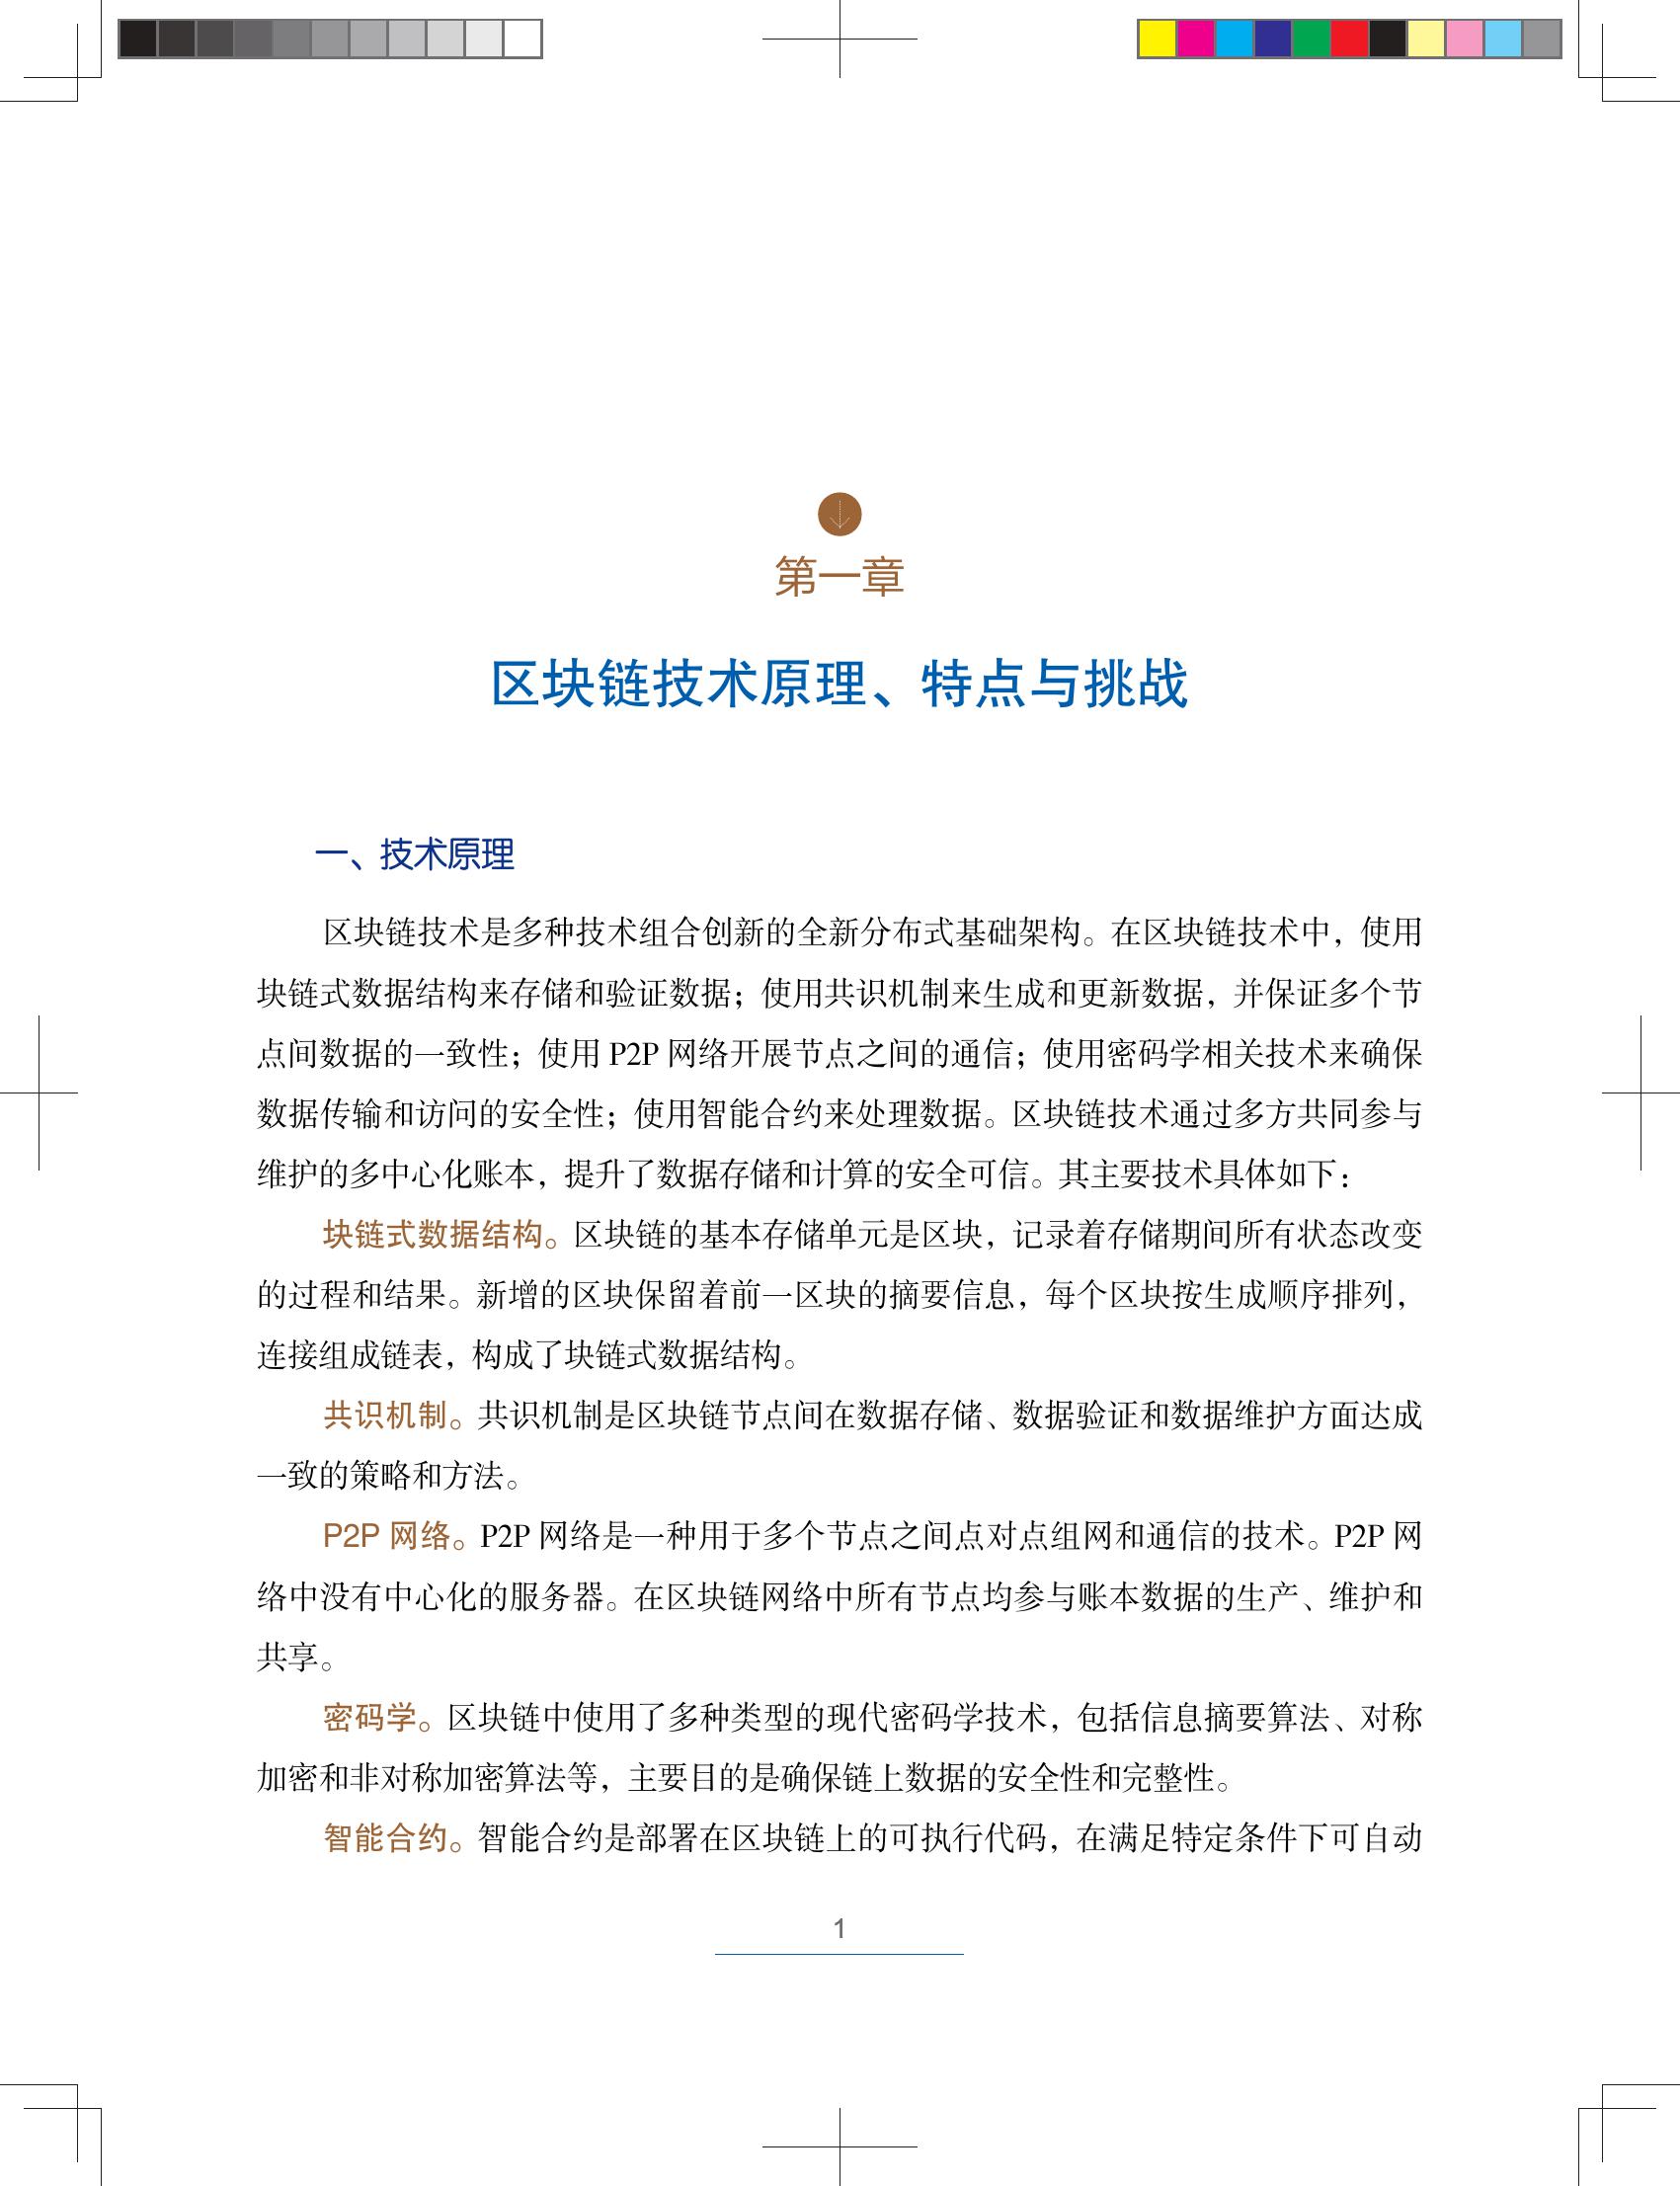 第一章
区块链技术原理、特点与挑战
一、技术原理
区块链技术是多种技术组合创新的全新分布式基础架构。在区块链技术中，使用
块链式数据结构来存储和验证数据；使用共识机制来生成和更新数据，并保证多个节
点间数据的一致性；使用 P2P 网络开展节点之间的通信；使用密码学相关技术来确保
数据传输和访问的安全性；使用智能合约来处理数据。区块链技术通过多方共同参与
维护的多中心化账本，提升了数据存储和计算的安全可信。其主要技术具体如下：
块链式数据结构。区块链的基本存储单元是区块，记录着存储期间所有状态改变
的过程和结果。新增的区块保留着前一区块的摘要信息，每个区块按生成顺序排列，
连接组成链表，构成了块链式数据结构。
共识机制。共识机制是区块链节点间在数据存储、数据验证和数据维护方面达成
一致的策略和方法。
P2P 网络。P2P 网络是一种用于多个节点之间点对点组网和通信的技术。P2P 网
络中没有中心化的服务器。在区块链网络中所有节点均参与账本数据的生产、维护和
共享。
密码学。区块链中使用了多种类型的现代密码学技术，包括信息摘要算法、对称
加密和非对称加密算法等，主要目的是确保链上数据的安全性和完整性。
智能合约。智能合约是部署在区块链上的可执行代码，在满足特定条件下可自动
1